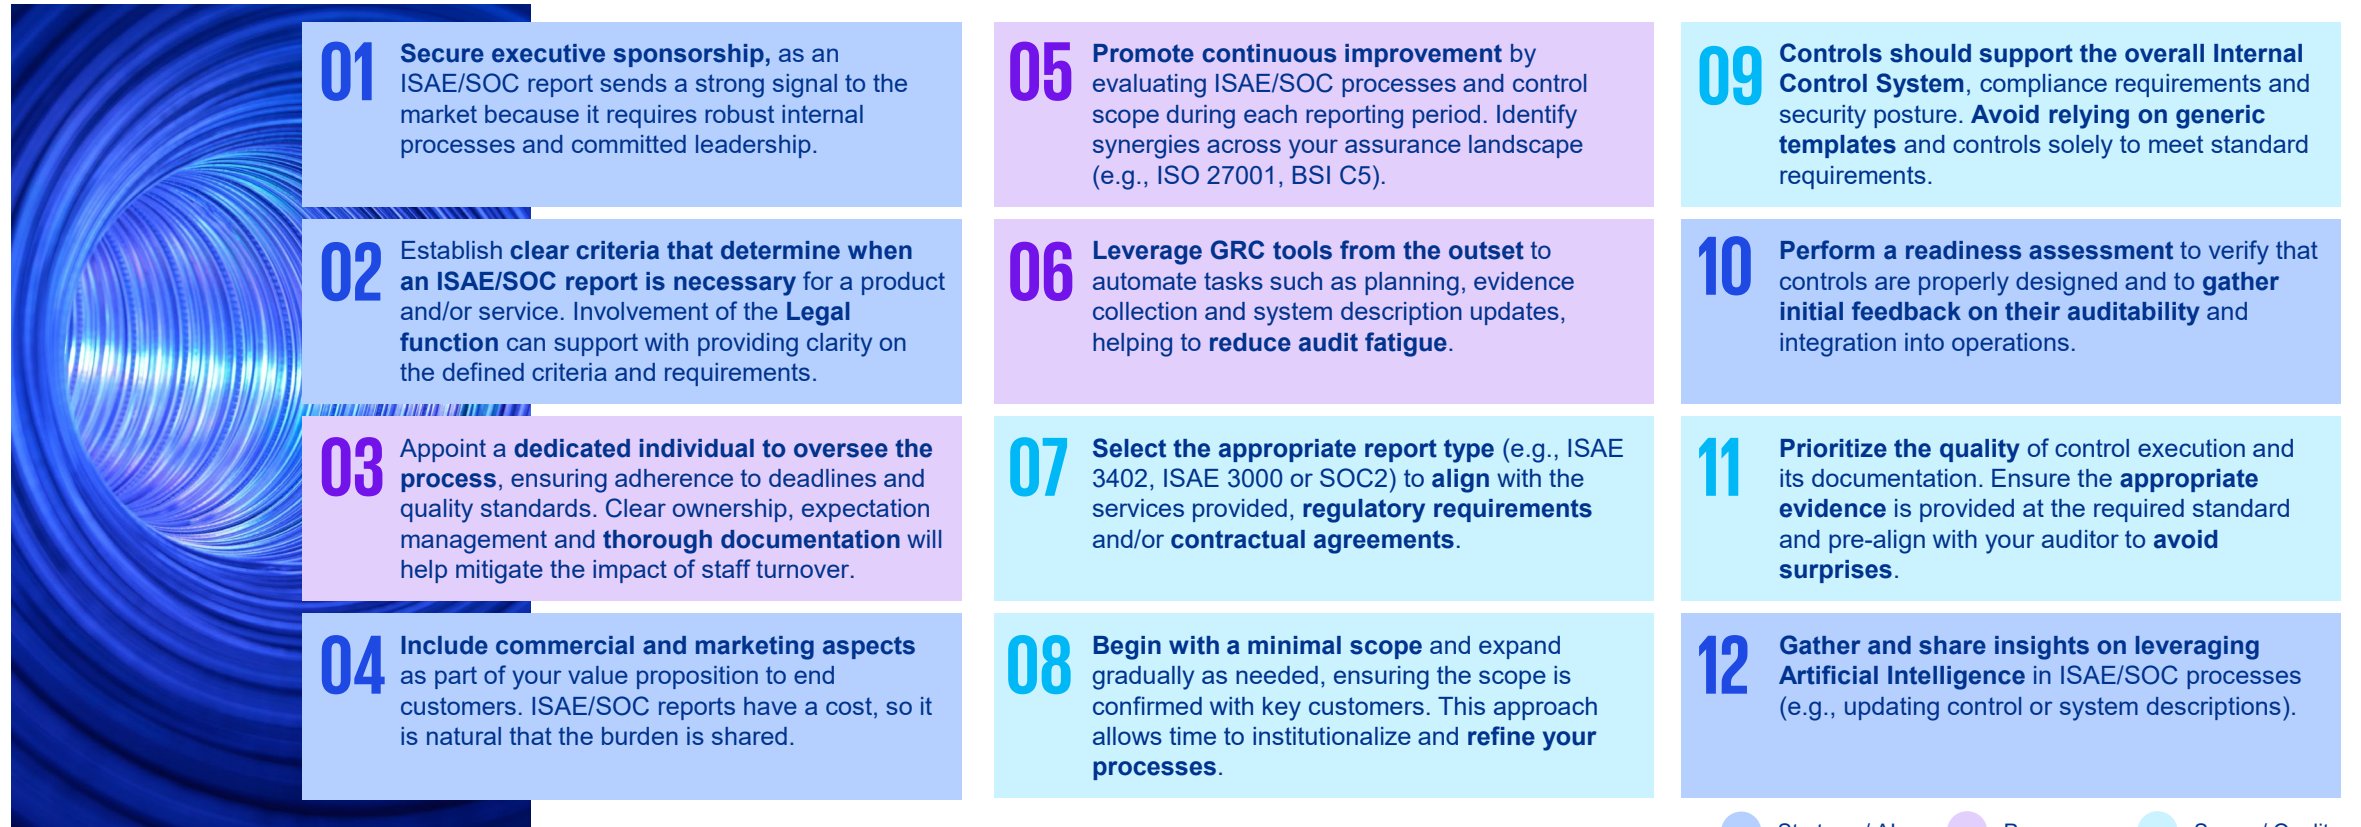 01
Secure executive sponsorship, as an
ISAE/SOC report sends a strong signal to the
market because it requires robust internal
processes and committed leadership.
02
Establish clear criteria that determine when
an ISAE/SOC report is necessary for a product
and/or service. Involvement of the Legal
function can support with providing clarity on
the defined criteria and requirements.
03
Appoint a dedicated individual to oversee the
process, ensuring adherence to deadlines and
quality standards. Clear ownership, expectation
management and thorough documentation will
help mitigate the impact of staff turnover.
04
Include commercial and marketing aspects
as part of your value proposition to end
customers. ISAE/SOC reports have a cost, so it
is natural that the burden is shared.
05
Promote continuous improvement by
evaluating ISAE/SOC processes and control
scope during each reporting period. Identify
synergies across your assurance landscape
(e.g., ISO 27001, BSI C5).
06
Leverage GRC tools from the outset to
automate tasks such as planning, evidence
collection and system description updates,
helping to reduce audit fatigue.
07
Select the appropriate report type (e.g., ISAE
3402, ISAE 3000 or SOC2) to align with the
services provided, regulatory requirements
and/or contractual agreements.
08
Begin with a minimal scope and expand
gradually as needed, ensuring the scope is
confirmed with key customers. This approach
allows time to institutionalize and refine your
processes.
09
Controls should support the overall Internal
Control System, compliance requirements and
security posture. Avoid relying on generic
templates and controls solely to meet standard
requirements.
10
Perform a readiness assessment to verify that
controls are properly designed and to gather
initial feedback on their auditability and
integration into operations.
11
Prioritize the quality of control execution and
its documentation. Ensure the appropriate
evidence is provided at the required standard
and pre-align with your auditor to avoid
surprises.
12
Gather and share insights on leveraging
Artificial Intelligence in ISAE/SOC processes
(e.g., updating control or system descriptions).